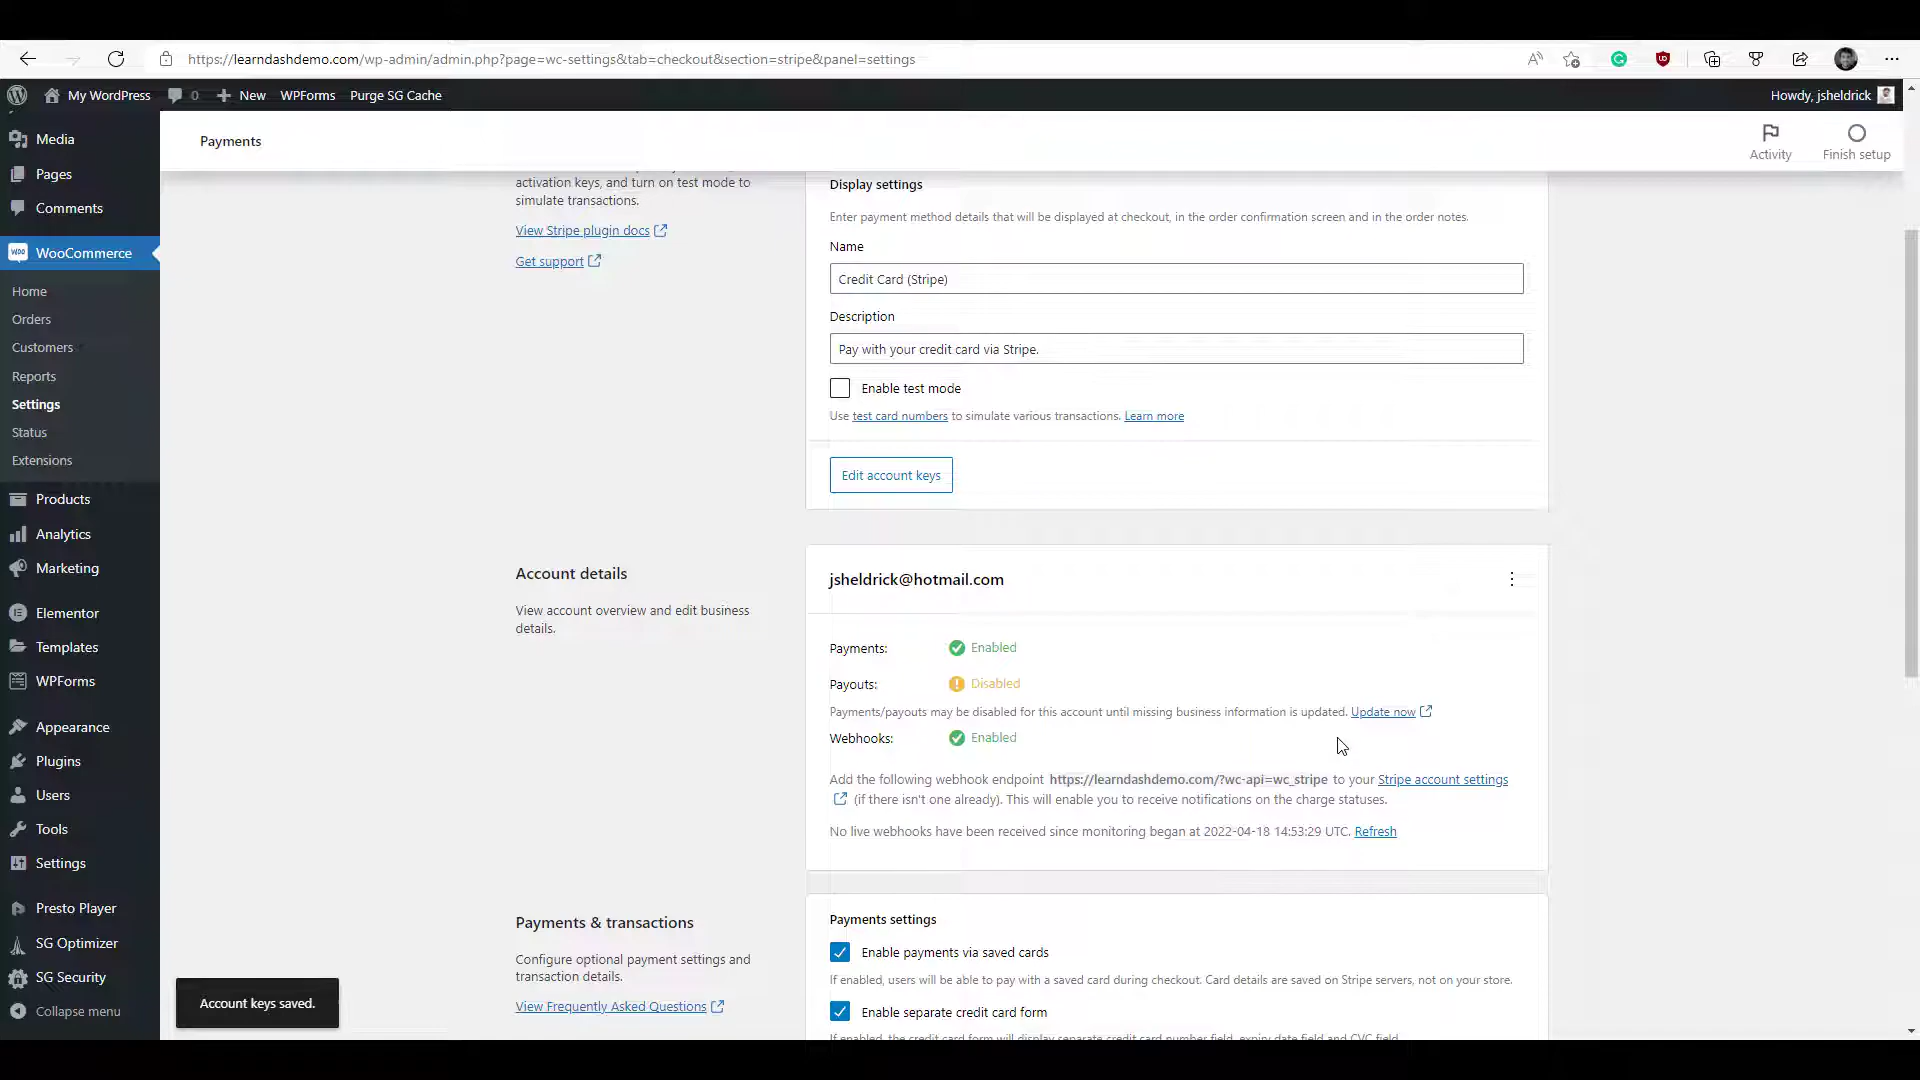 https://learndashdemo.com/wp-admin/admin.php?page=wc-settings&tab=checkout&section=stripe&panel=settings
My WordPress
0
New
WPForms
Purge SG Cache
Howdy, jsheldrick
Media
Pages
Comments
WooCommerce
Home
Orders
Customers
Reports
Settings
Status
Extensions
Products
Analytics
Marketing
Elementor
Templates
WPForms
Appearance
Plugins
Users
Tools
Settings
Presto Player
SG Optimizer
SG Security
Collapse menu
Payments
Activity
Finish setup
activation keys, and turn on test mode to
simulate transactions.
View Stripe plugin docs
Get support
Display settings
Enter payment method details that will be displayed at checkout, in the order confirmation screen and in the order notes.
Name
Credit Card (Stripe)
Description
Pay with your credit card via Stripe.
Enable test mode
Use test card numbers to simulate various transactions. Learn more
Edit account keys
Account details
View account overview and edit business
details.
jsheldrick@hotmail.com
Payments: Enabled
Payouts: Disabled
Payments/payouts may be disabled for this account until missing business information is updated. Update now
Webhooks: Enabled
Add the following webhook endpoint https://learndashdemo.com/?wc-api=wc_stripe to your Stripe account settings
(if there isn't one already). This will enable you to receive notifications on the charge statuses.
No live webhooks have been received since monitoring began at 2022-04-18 14:53:29 UTC. Refresh
Payments & transactions
Configure optional payment settings and
transaction details.
View Frequently Asked Questions
Payments settings
Enable payments via saved cards
If enabled, users will be able to pay with a saved card during checkout. Card details are saved on Stripe servers, not on your store.
Enable separate credit card form
If enabled, the credit card form will display separate credit card number field, expiry date field and CVC field.
Account keys saved.